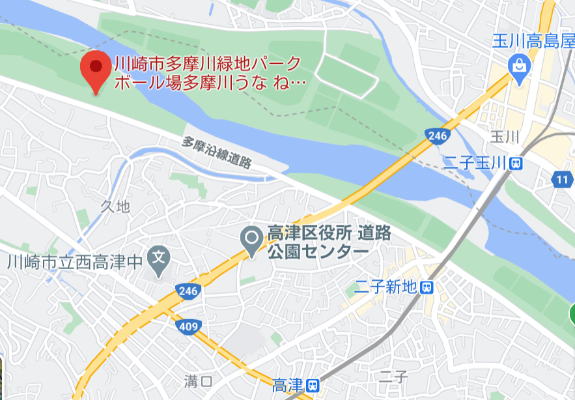 玉川高島屋
川崎市多摩川緑地パーク
ボール場多摩川うな ね…
246
玉川
多摩沿線道路
二子玉川
11
久地
高津区役所 道路
公園センター
川崎市立西高津中
文
246
二子新地
409
溝口
高津
二子